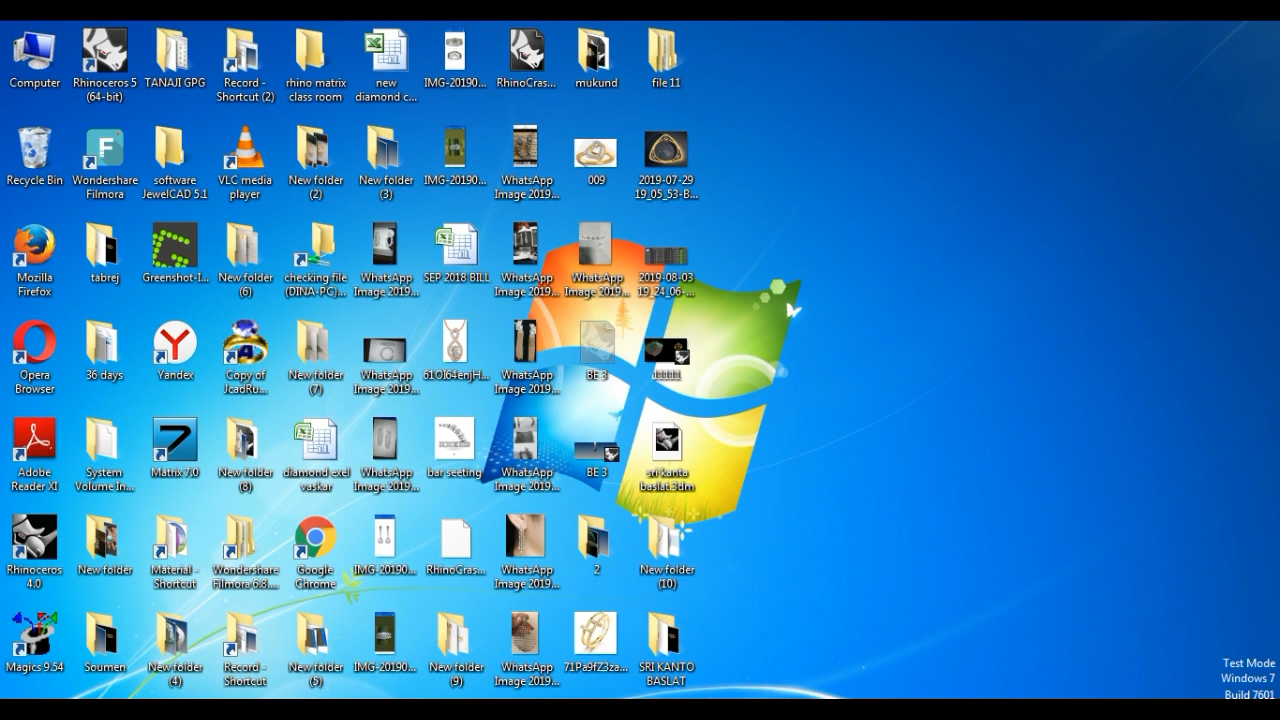 Computer
Rhinoceros 5
(64-bit)
TANAJI GPG
Record -
Shortcut (2)
rhino matrix
class room
new
diamond c...
IMG-20190...
RhinoCras...
mukund
file 11
Recycle Bin
Wondershare
Filmora
software
JewelCAD 5.1
VLC media
player
New folder
(2)
New folder
(3)
IMG-20190...
WhatsApp
Image 2019...
009
2019-07-29
19_05_53-B...
Mozilla
Firefox
tabrej
Greenshot-I...
New folder
(6)
checking file
(DINA-PC)...
WhatsApp
Image 2019...
SEP 2018 BILL
WhatsApp
Image 2019...
WhatsApp
Image 2019...
2019-08-03
19_24_06-...
Opera
Browser
36 days
Yandex
Copy of
JcadRu...
New folder
(7)
WhatsApp
Image 2019...
61OI64enjH...
WhatsApp
Image 2019...
BE 3
11111
Adobe
Reader XI
System
Volume In...
Matrix 7.0
New folder
(8)
diamond exel
vaskar
WhatsApp
Image 2019...
bar seeting
WhatsApp
Image 2019...
BE 3
sri kanta
baslat.3dm
Rhinoceros
4.0
New folder
Material -
Shortcut
Wondershare
Filmora 6.8....
Google
Chrome
IMG-20190...
RhinoCras...
WhatsApp
Image 2019...
2
New folder
(10)
Magics 9.54
Soumen
New folder
(4)
Record -
Shortcut
New folder
(5)
IMG-20190...
New folder
(9)
WhatsApp
Image 2019...
71Pa9fZ3za...
SRI KANTO
BASLAT
Test Mode
Windows 7
Build 7601